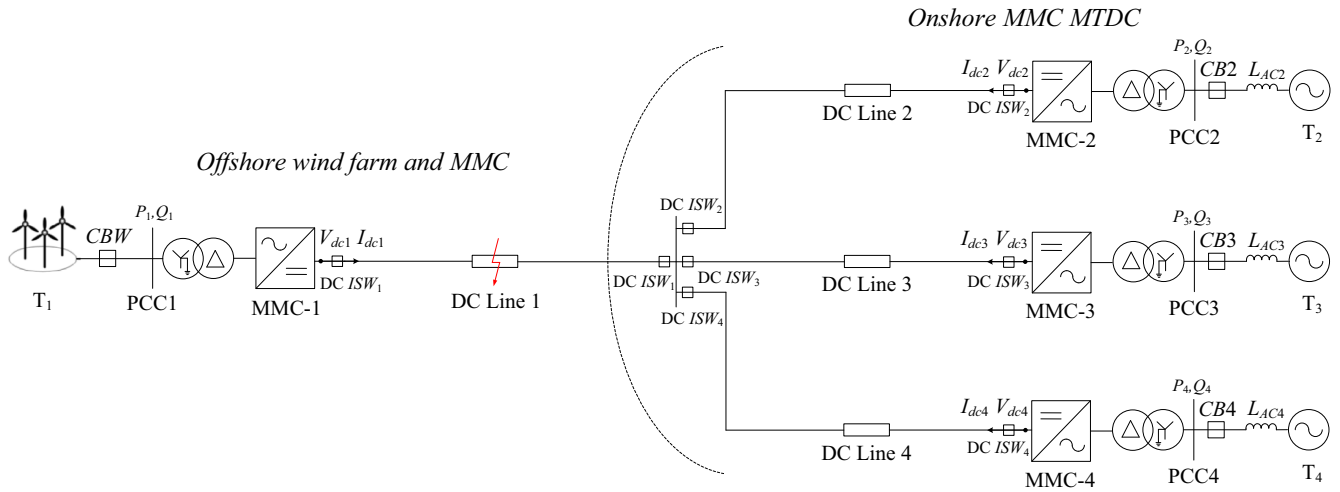 Onshore MMC MTDC
P2,Q2
Idc2 Vdc2
CB2
LAC2
DC ISW2
DC Line 2
MMC-2
PCC2
T2
Offshore wind farm and MMC
DC ISW2
P1,Q1
CBW
Vdc1 Idc1
DC ISW1
T1
PCC1
MMC-1
DC Line 1
DC ISW1
DC ISW3
DC ISW4
P3,Q3
Idc3 Vdc3
CB3
LAC3
DC ISW3
DC Line 3
MMC-3
PCC3
T3
P4,Q4
Idc4 Vdc4
CB4
LAC4
DC ISW4
DC Line 4
MMC-4
PCC4
T4